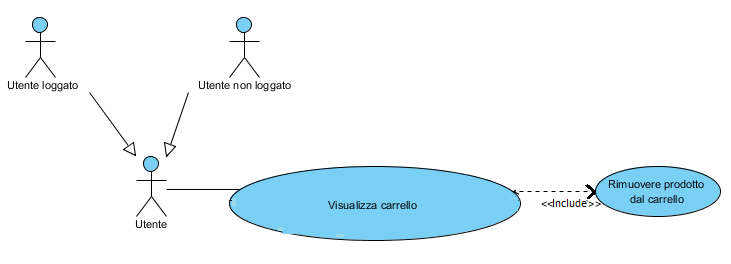 Utente loggato
Utente non loggato
Utente
Visualizza carrello
<<Include>>
Rimuovere prodotto
dal carrello